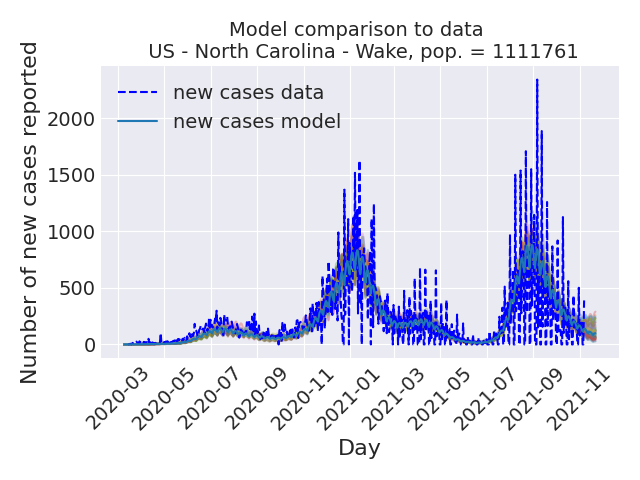 Model comparison to data
US - North Carolina - Wake, pop. = 1111761
Number of new cases reported
new cases data
new cases model
2000
1500
1000
500
0
2020-03
2020-05
2020-07
2020-09
2020-11
2021-01
2021-03
2021-05
2021-07
2021-09
2021-11
Day